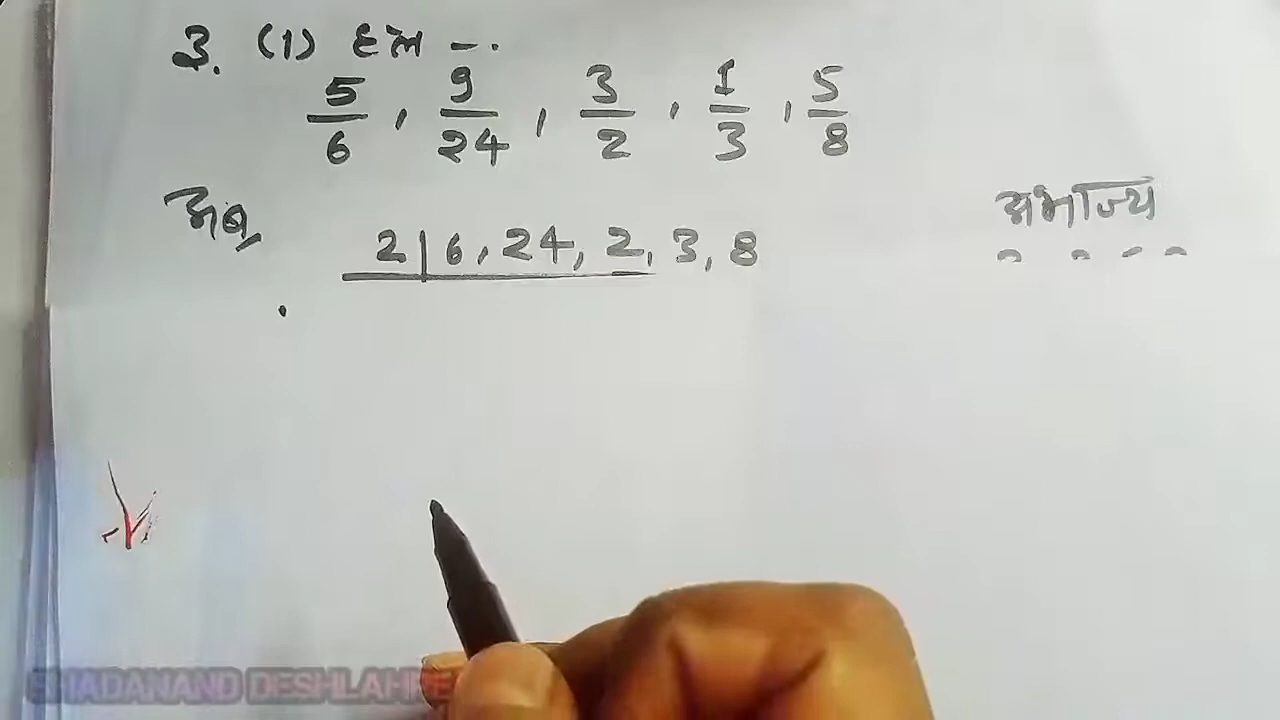 3. (1) हल –.
5/6, 9/24, 3/2, 1/3, 5/8
अब,
अभाज्य
2 | 6, 24, 2, 3, 8